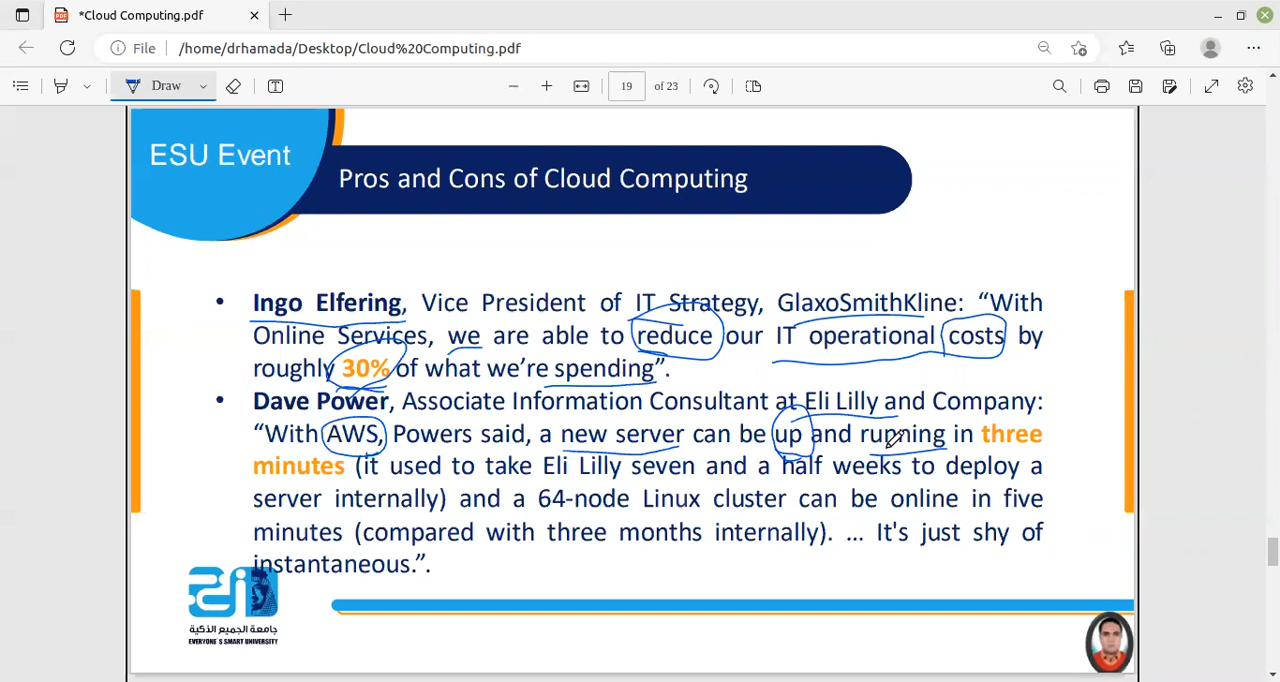 *Cloud Computing.pdf
File /home/drhamada/Desktop/Cloud%20Computing.pdf
Draw 19 of 23
ESU Event
Pros and Cons of Cloud Computing
• Ingo Elfering, Vice President of IT Strategy, GlaxoSmithKline: “With
Online Services, we are able to reduce our IT operational costs by
roughly 30% of what we’re spending”.
• Dave Power, Associate Information Consultant at Eli Lilly and Company:
“With AWS, Powers said, a new server can be up and running in three
minutes (it used to take Eli Lilly seven and a half weeks to deploy a
server internally) and a 64-node Linux cluster can be online in five
minutes (compared with three months internally). … It's just shy of
instantaneous.”.
جامعة الجميع الذكية
EVERYONE`S SMART UNIVERSITY